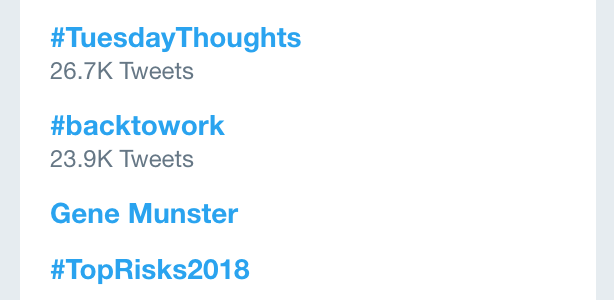 #TuesdayThoughts
26.7K Tweets
#backtowork
23.9K Tweets
Gene Munster
#TopRisks2018